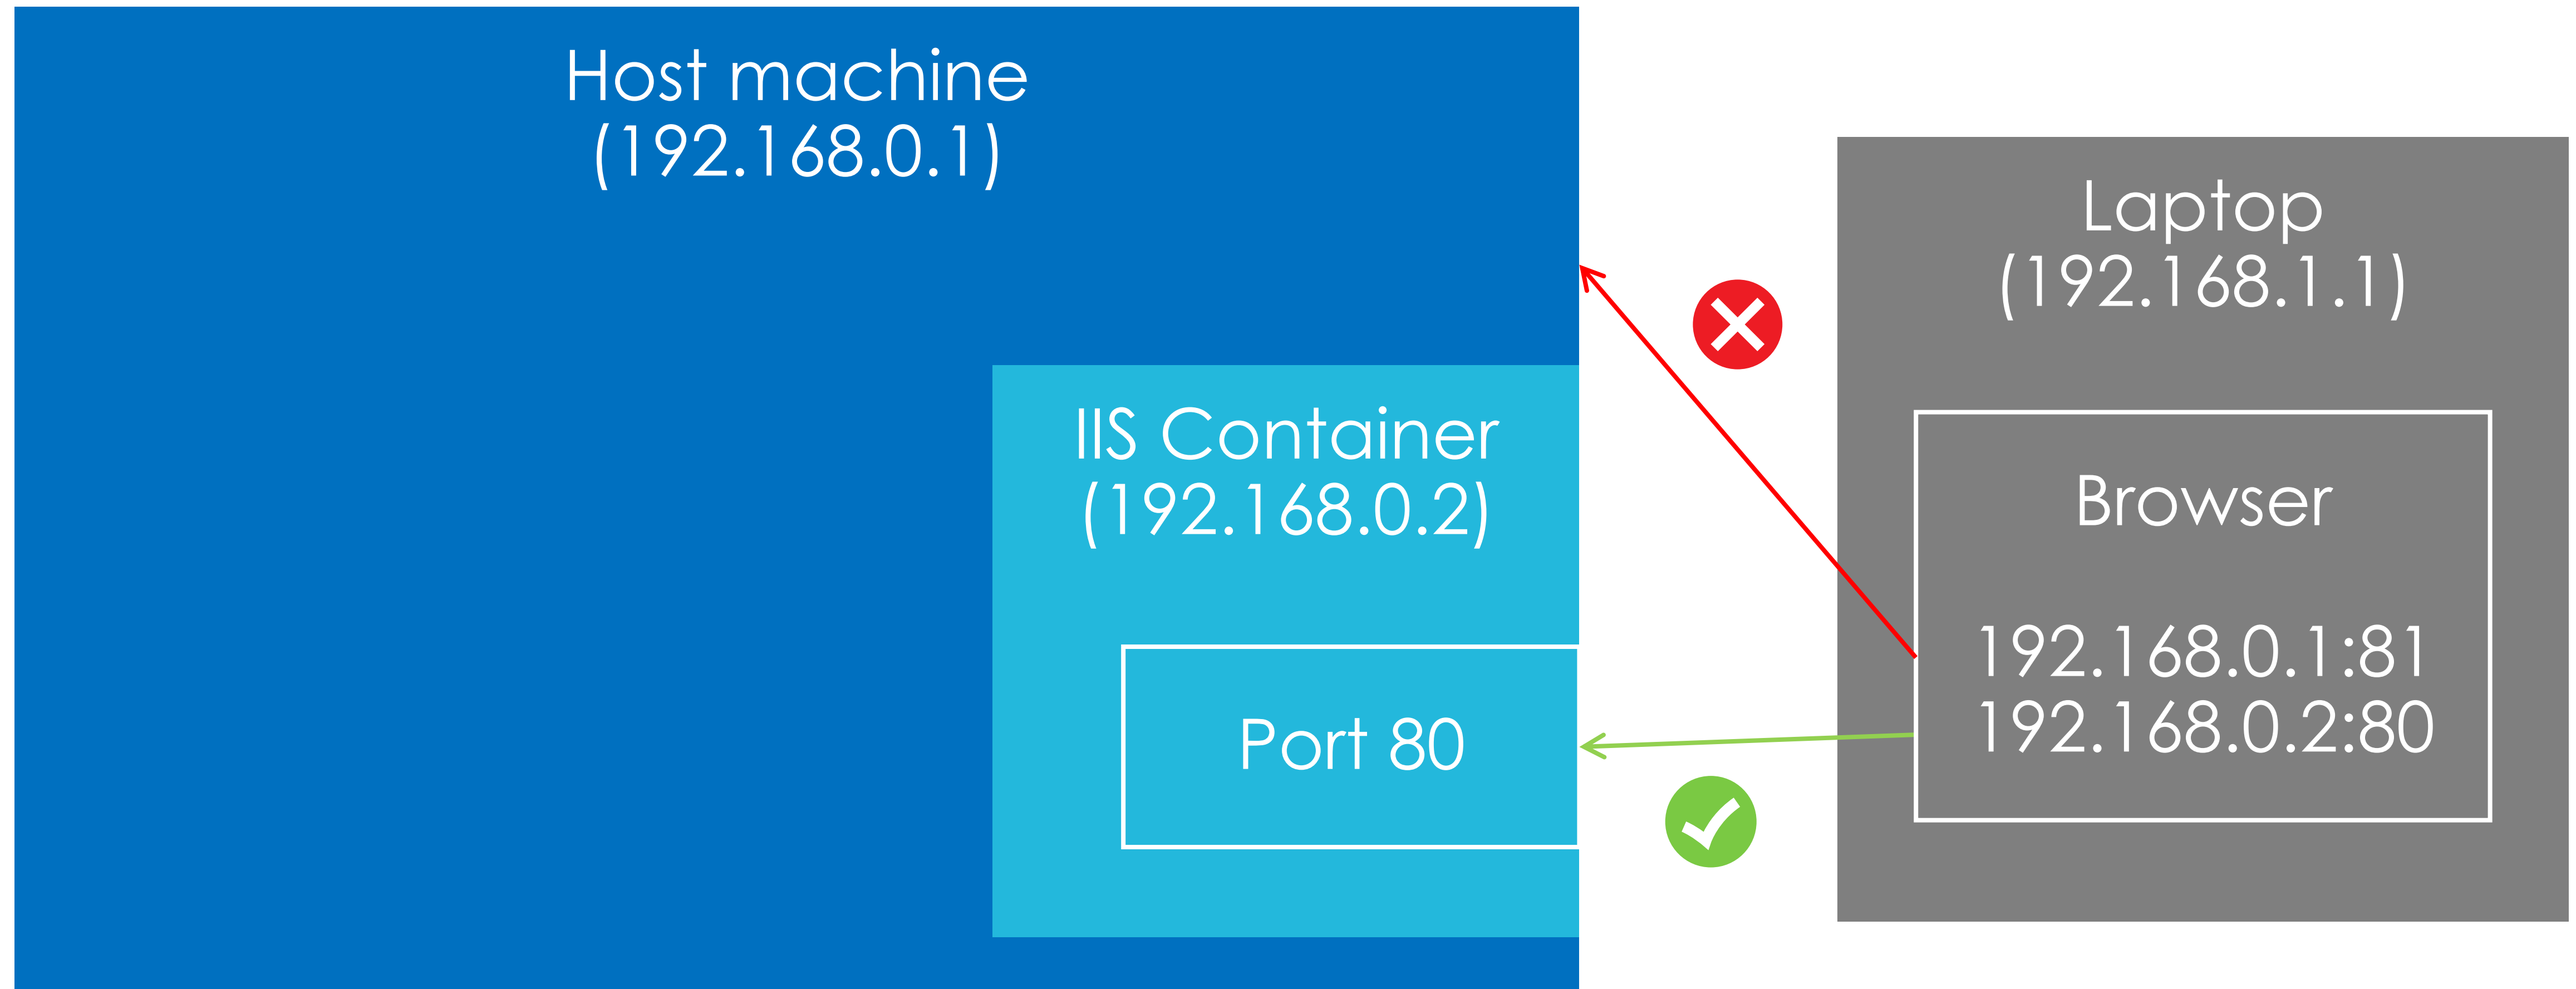 Host machine
(192.168.0.1)
IIS Container
(192.168.0.2)
Port 80
Laptop
(192.168.1.1)
Browser
192.168.0.1:81
192.168.0.2:80